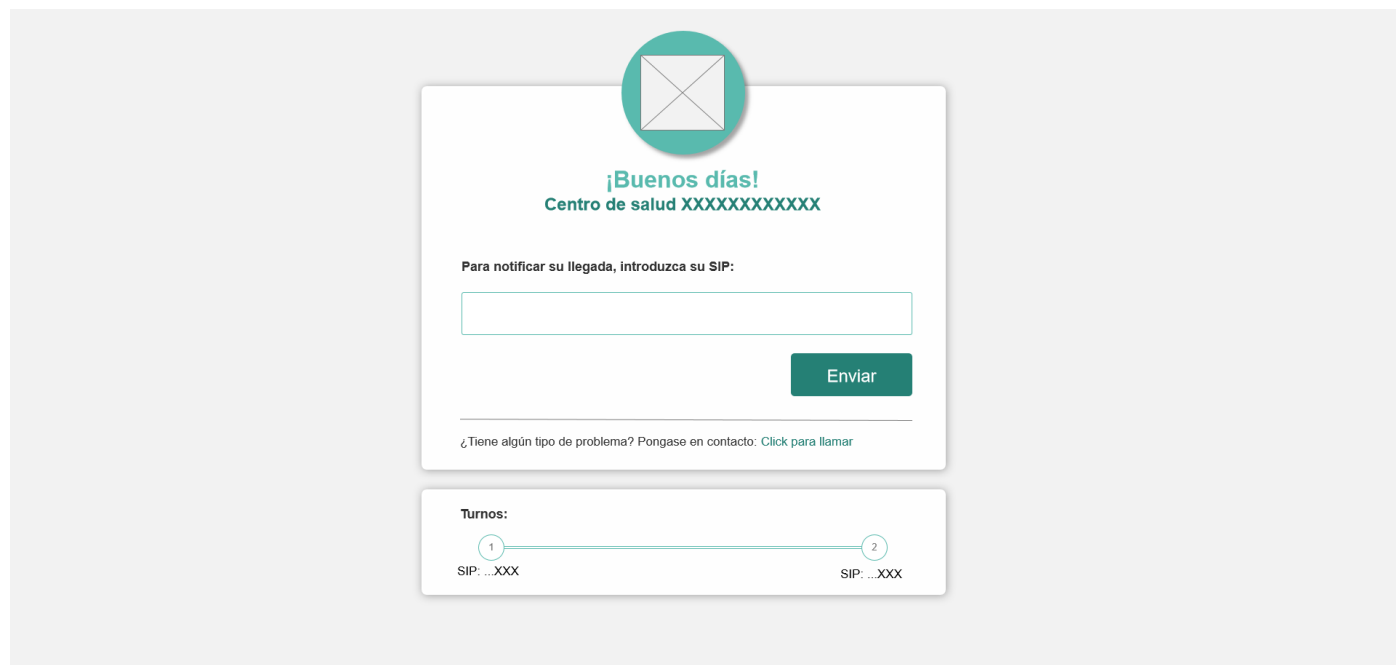 ¡Buenos días!
Centro de salud XXXXXXXXXXXX
Para notificar su llegada, introduzca su SIP:
Enviar
¿Tiene algún tipo de problema? Pongase en contacto: Click para llamar
Turnos:
1 2
SIP: ...XXX SIP: ...XXX